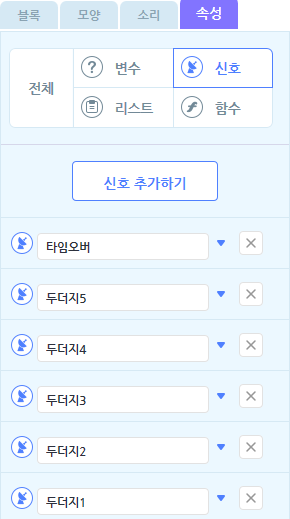 블록 모양 소리 속성
전체 ? 변수 신호
리스트 함수
신호 추가하기
타임오버
두더지5
두더지4
두더지3
두더지2
두더지1